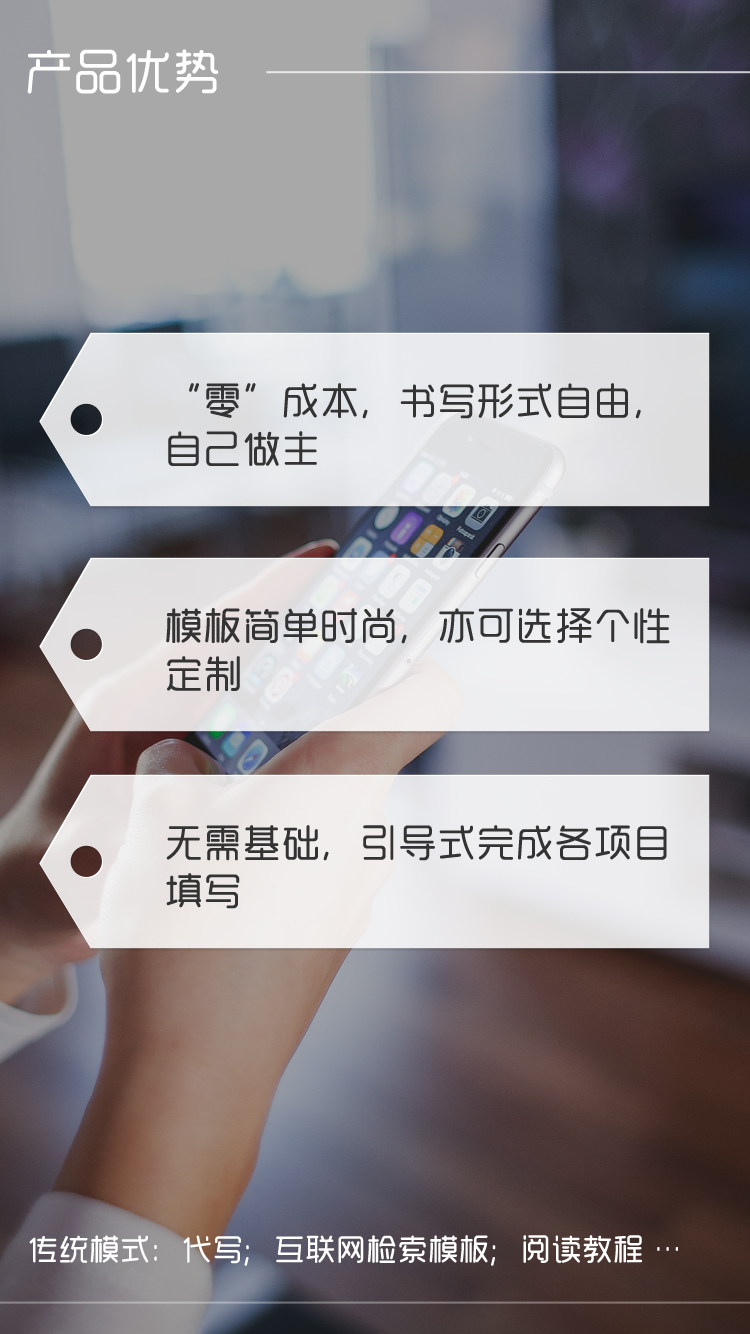 产品优势
“零”成本，书写形式自由，
自己做主
模板简单时尚，亦可选择个性
定制
无需基础，引导式完成各项目
填写
传统模式：代写；互联网检索模板；阅读教程 …